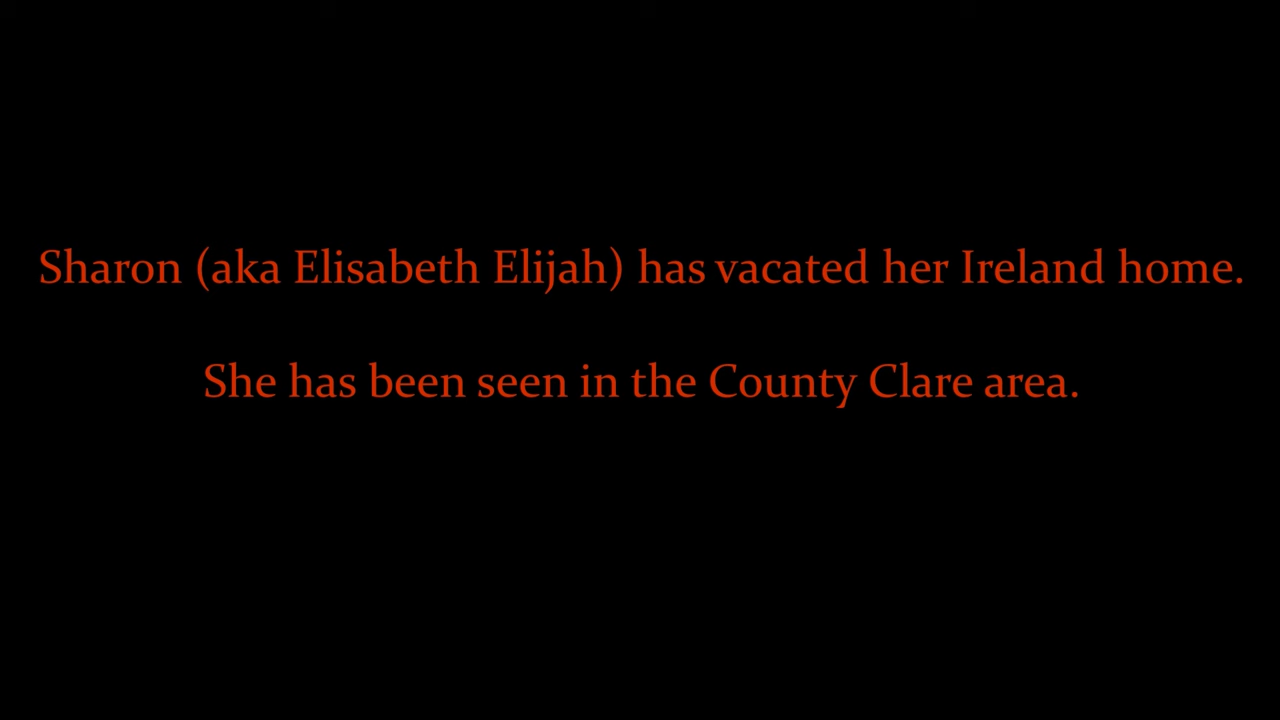 Sharon (aka Elisabeth Elijah) has vacated her Ireland home.
She has been seen in the County Clare area.